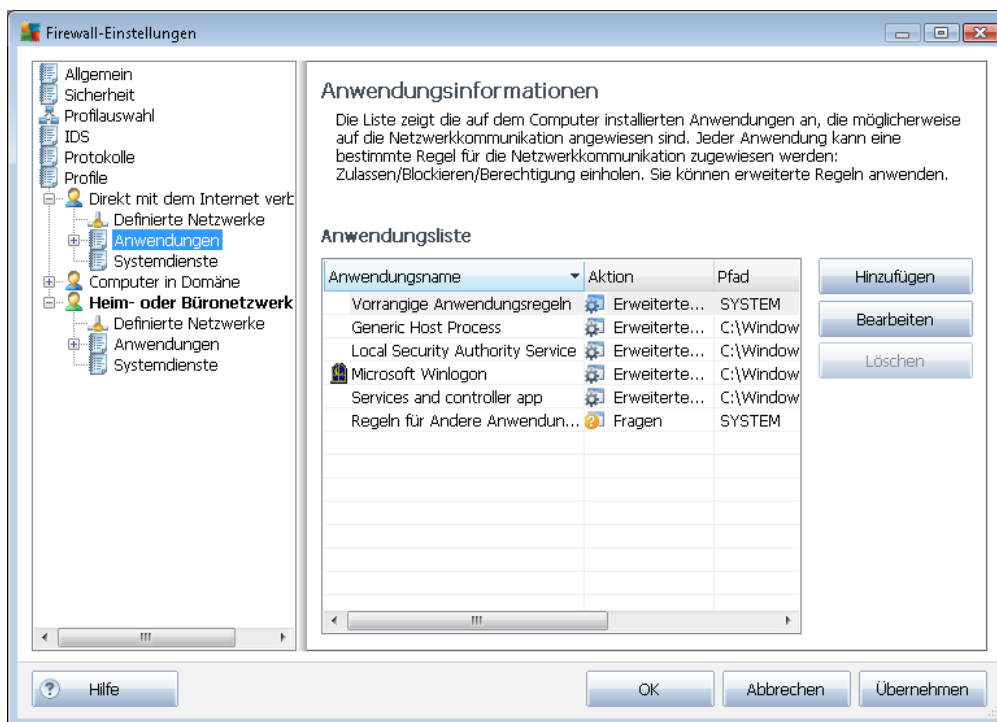 Firewall-Einstellungen
Allgemein
Sicherheit
Profilauswahl
IDS
Protokolle
Profile
Direkt mit dem Internet verb
Definierte Netzwerke
Anwendungen
Systemdienste
Computer in Domäne
Heim- oder Büronetzwerk
Definierte Netzwerke
Anwendungen
Systemdienste
Anwendungsinformationen
Die Liste zeigt die auf dem Computer installierten Anwendungen an, die möglicherweise
auf die Netzwerkkommunikation angewiesen sind. Jeder Anwendung kann eine
bestimmte Regel für die Netzwerkkommunikation zugewiesen werden:
Zulassen/Blockieren/Berechtigung einholen. Sie können erweiterte Regeln anwenden.
Anwendungsliste
Anwendungsname Aktion Pfad
Vorrangige Anwendungsregeln Erweiterte... SYSTEM
Generic Host Process Erweiterte... C:\Window
Local Security Authority Service Erweiterte... C:\Window
Microsoft Winlogon Erweiterte... C:\Window
Services and controller app Erweiterte... C:\Window
Regeln für Andere Anwendun... Fragen SYSTEM
Hinzufügen
Bearbeiten
Löschen
Hilfe
OK
Abbrechen
Übernehmen